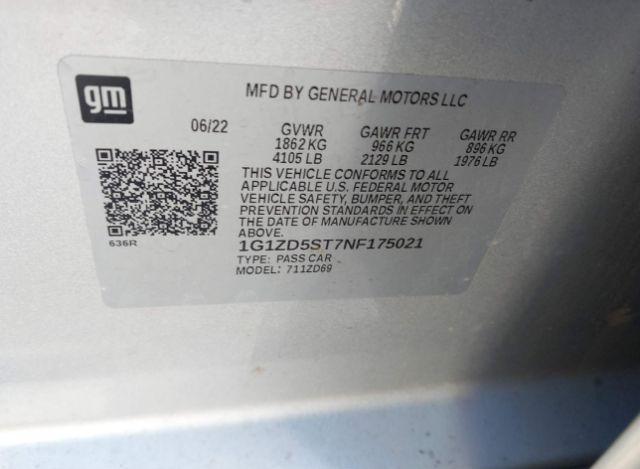 gm
MFD BY GENERAL MOTORS LLC
06/22 GVWR GAWR FRT GAWR RR
1862 KG 966 KG 896 KG
4105 LB 2129 LB 1976 LB
THIS VEHICLE CONFORMS TO ALL
APPLICABLE U.S. FEDERAL MOTOR
VEHICLE SAFETY, BUMPER, AND THEFT
PREVENTION STANDARDS IN EFFECT ON
THE DATE OF MANUFACTURE SHOWN
ABOVE.
636R
1G1ZD5ST7NF175021
TYPE: PASS CAR
MODEL: 711ZD69